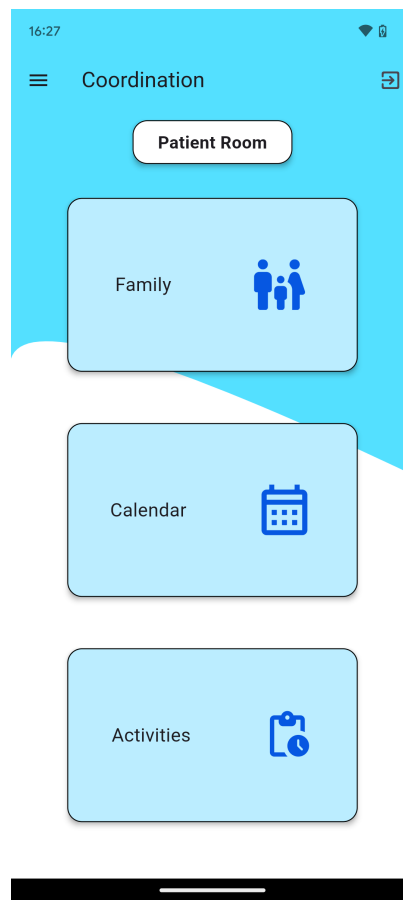 16:27
Coordination
Patient Room
Family
Calendar
Activities